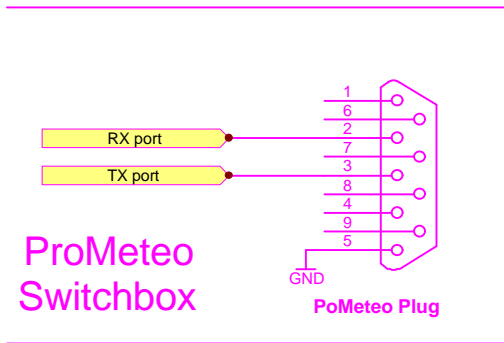 1
6
RX port
2
7
TX port
3
8
4
9
5
ProMeteo
Switchbox
GND
PoMeteo Plug